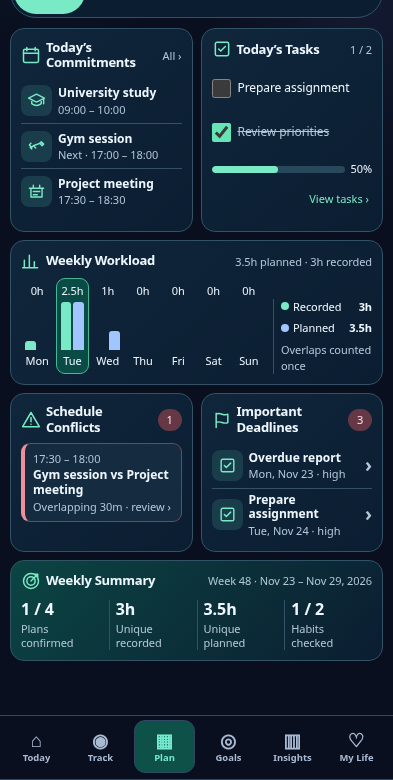 Today's
Commitments
All ›
University study
09:00 – 10:00
Gym session
Next · 17:00 – 18:00
Project meeting
17:30 – 18:30
Today's Tasks
1 / 2
Prepare assignment
Review priorities
50%
View tasks ›
Weekly Workload
3.5h planned · 3h recorded
0h 2.5h 1h 0h 0h 0h 0h
Mon Tue Wed Thu Fri Sat Sun
Recorded 3h
Planned 3.5h
Overlaps counted
once
Schedule
Conflicts
1
17:30 – 18:00
Gym session vs Project
meeting
Overlapping 30m · review ›
Important
Deadlines
3
Overdue report
Mon, Nov 23 · high
›
Prepare
assignment
Tue, Nov 24 · high
›
Weekly Summary
Week 48 · Nov 23 – Nov 29, 2026
1 / 4
Plans
confirmed
3h
Unique
recorded
3.5h
Unique
planned
1 / 2
Habits
checked
Today Track Plan Goals Insights My Life